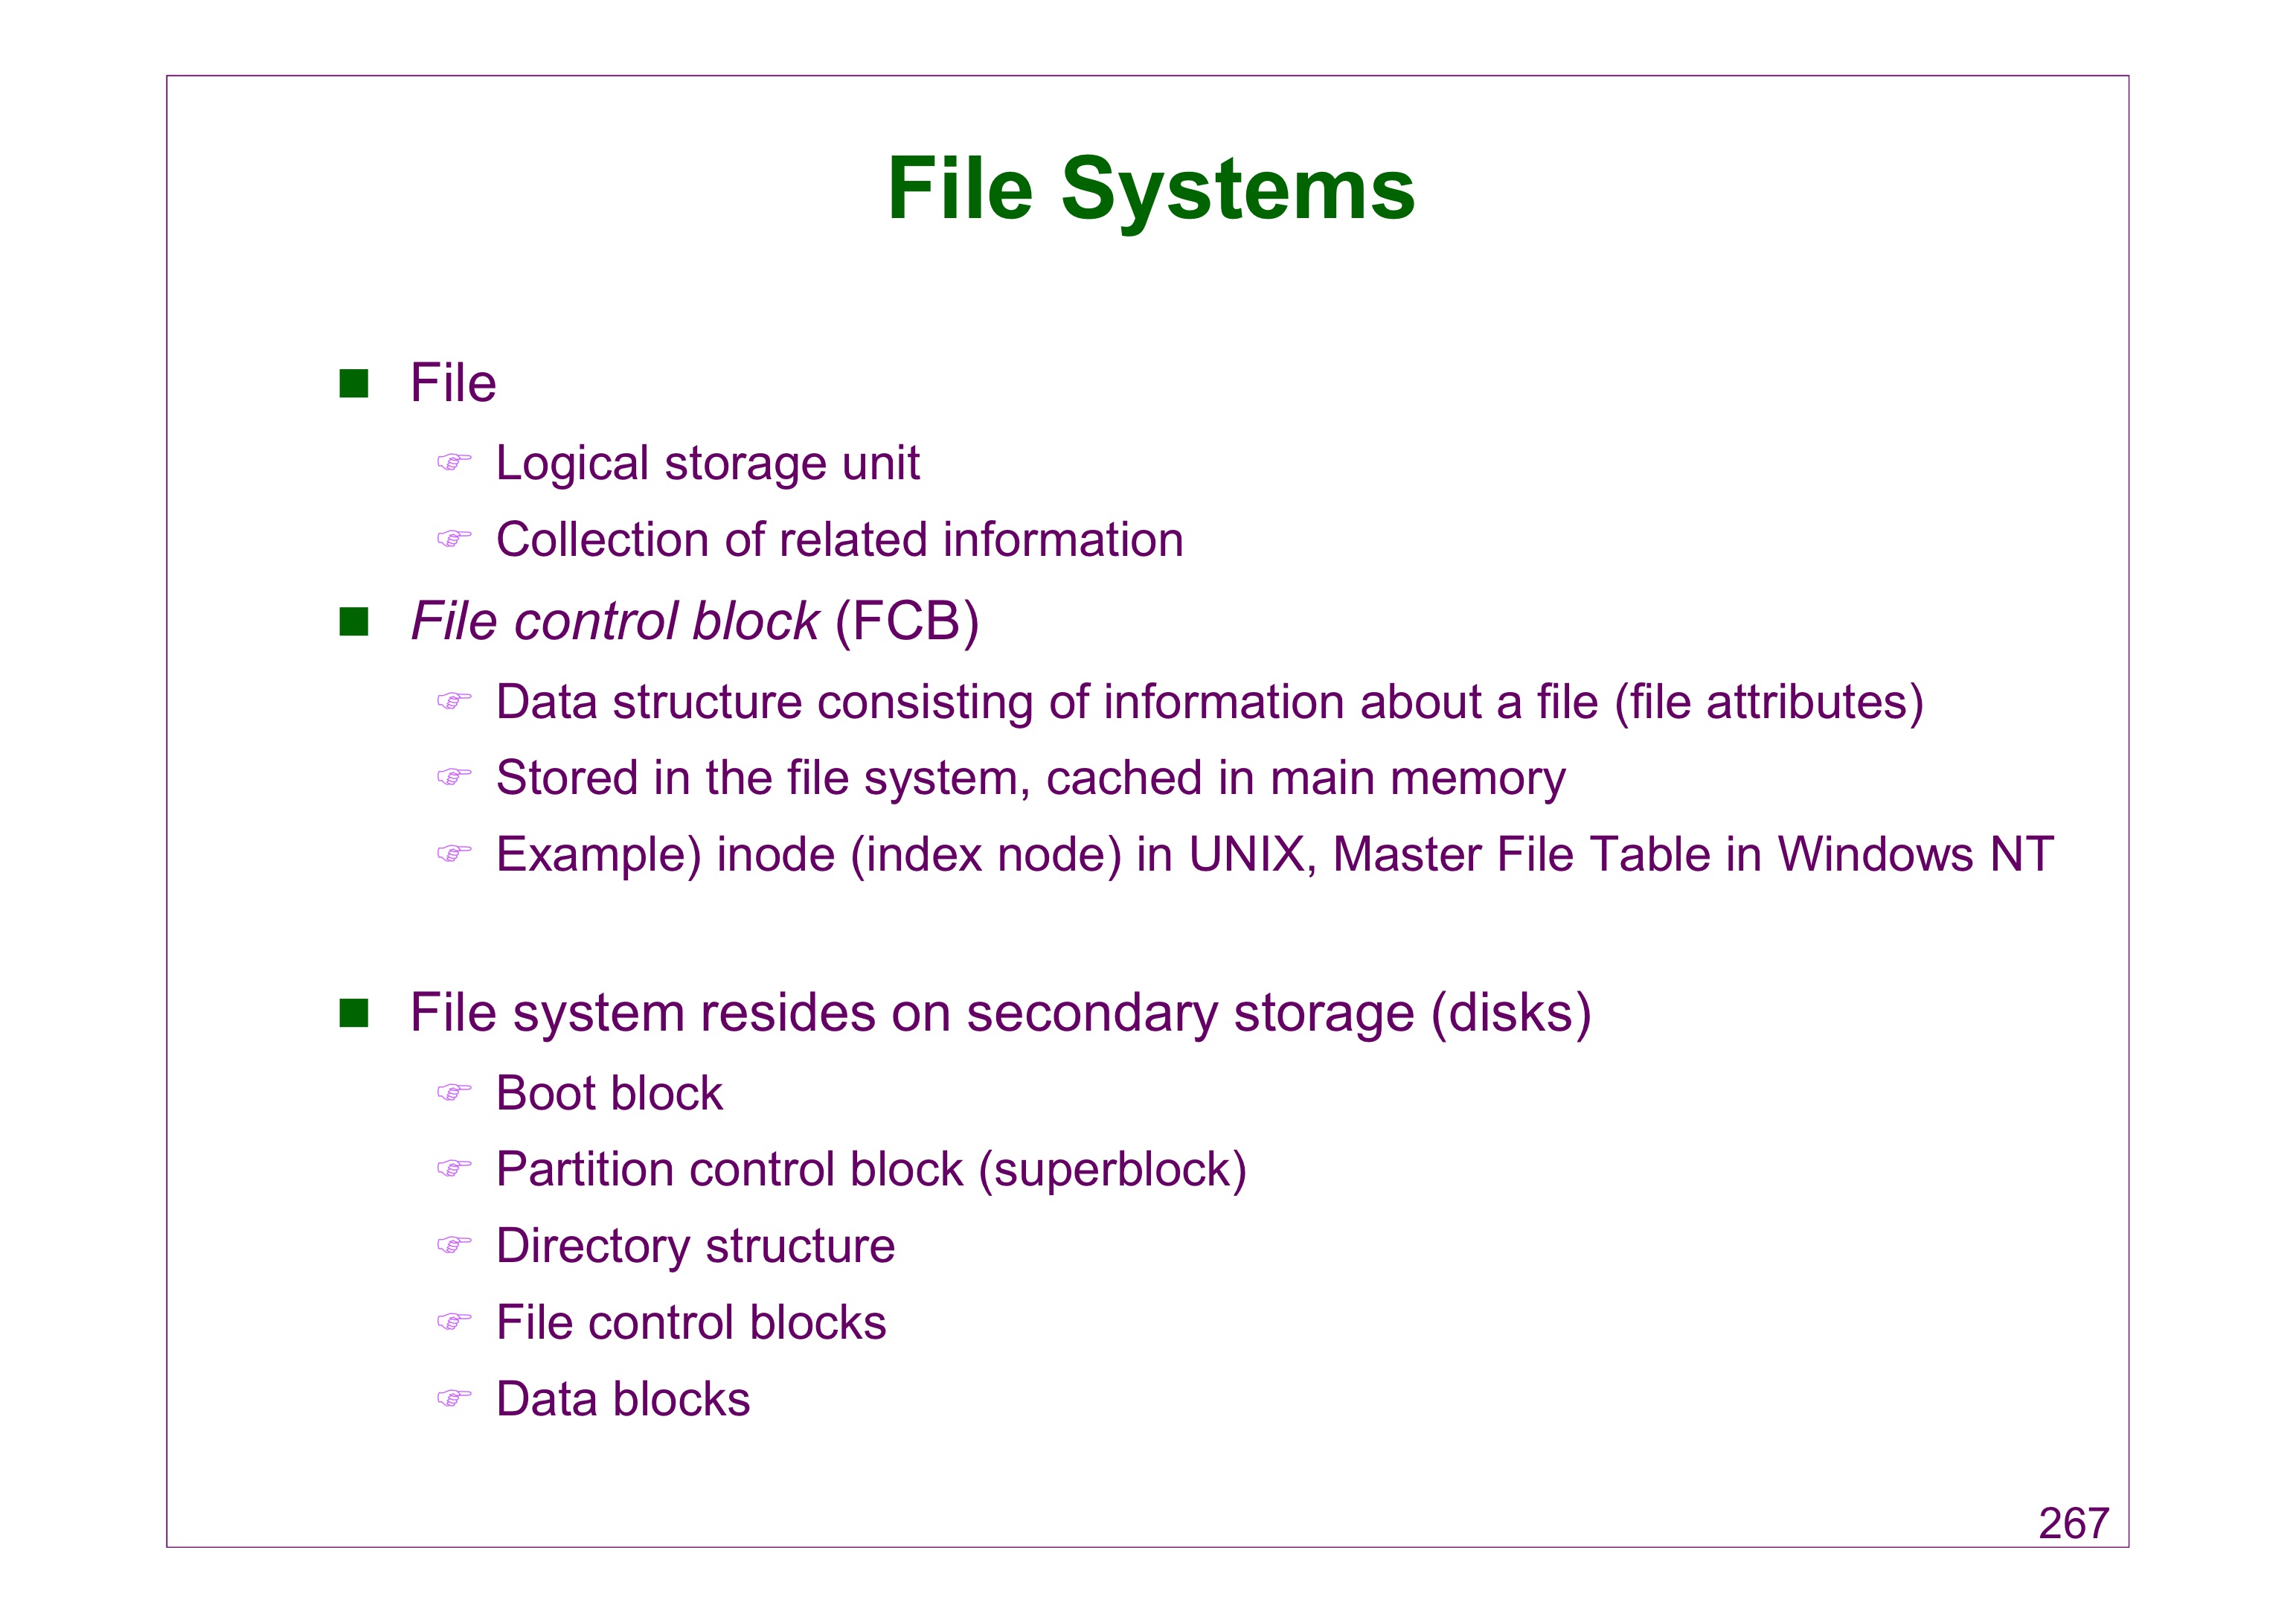 File Systems
File
Logical storage unit
Collection of related information
File control block (FCB)
Data structure consisting of information about a file (file attributes)
Stored in the file system, cached in main memory
Example) inode (index node) in UNIX, Master File Table in Windows NT
File system resides on secondary storage (disks)
Boot block
Partition control block (superblock)
Directory structure
File control blocks
Data blocks
267